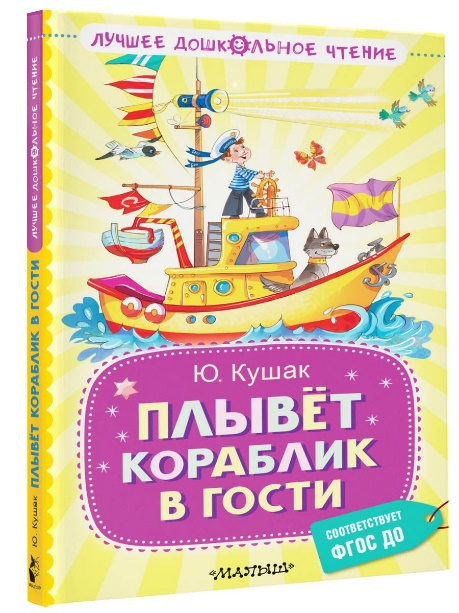 ЛУЧШЕЕ ДОШКОЛЬНОЕ ЧТЕНИЕ
Ю. Кушак
ПЛЫВЁТ
КОРАБЛИК
В ГОСТИ
СООТВЕТСТВУЕТ
ФГОС ДО
«МАЛЫШ»
ЛУЧШЕЕ ДОШКОЛЬНОЕ ЧТЕНИЕ
Ю. Кушак ПЛЫВЁТ КОРАБЛИК В ГОСТИ